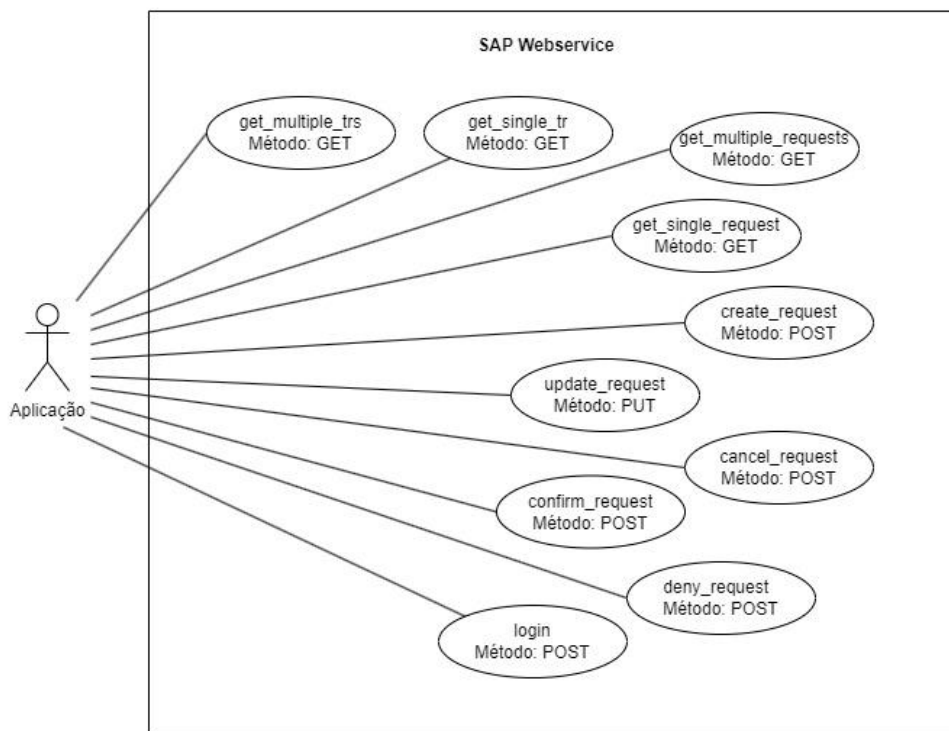 SAP Webservice
get_multiple_trs
Método: GET
get_single_tr
Método: GET
get_multiple_requests
Método: GET
get_single_request
Método: GET
create_request
Método: POST
Aplicação
update_request
Método: PUT
cancel_request
Método: POST
confirm_request
Método: POST
deny_request
Método: POST
login
Método: POST